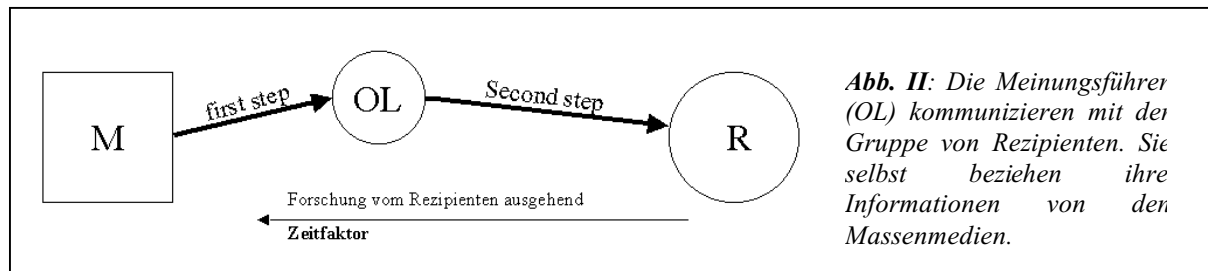 M
first step
OL
Second step
R
Forschung vom Rezipienten ausgehend
Zeitfaktor
Abb. II: Die Meinungsführer
(OL) kommunizieren mit der
Gruppe von Rezipienten. Sie
selbst beziehen ihre
Informationen von den
Massenmedien.